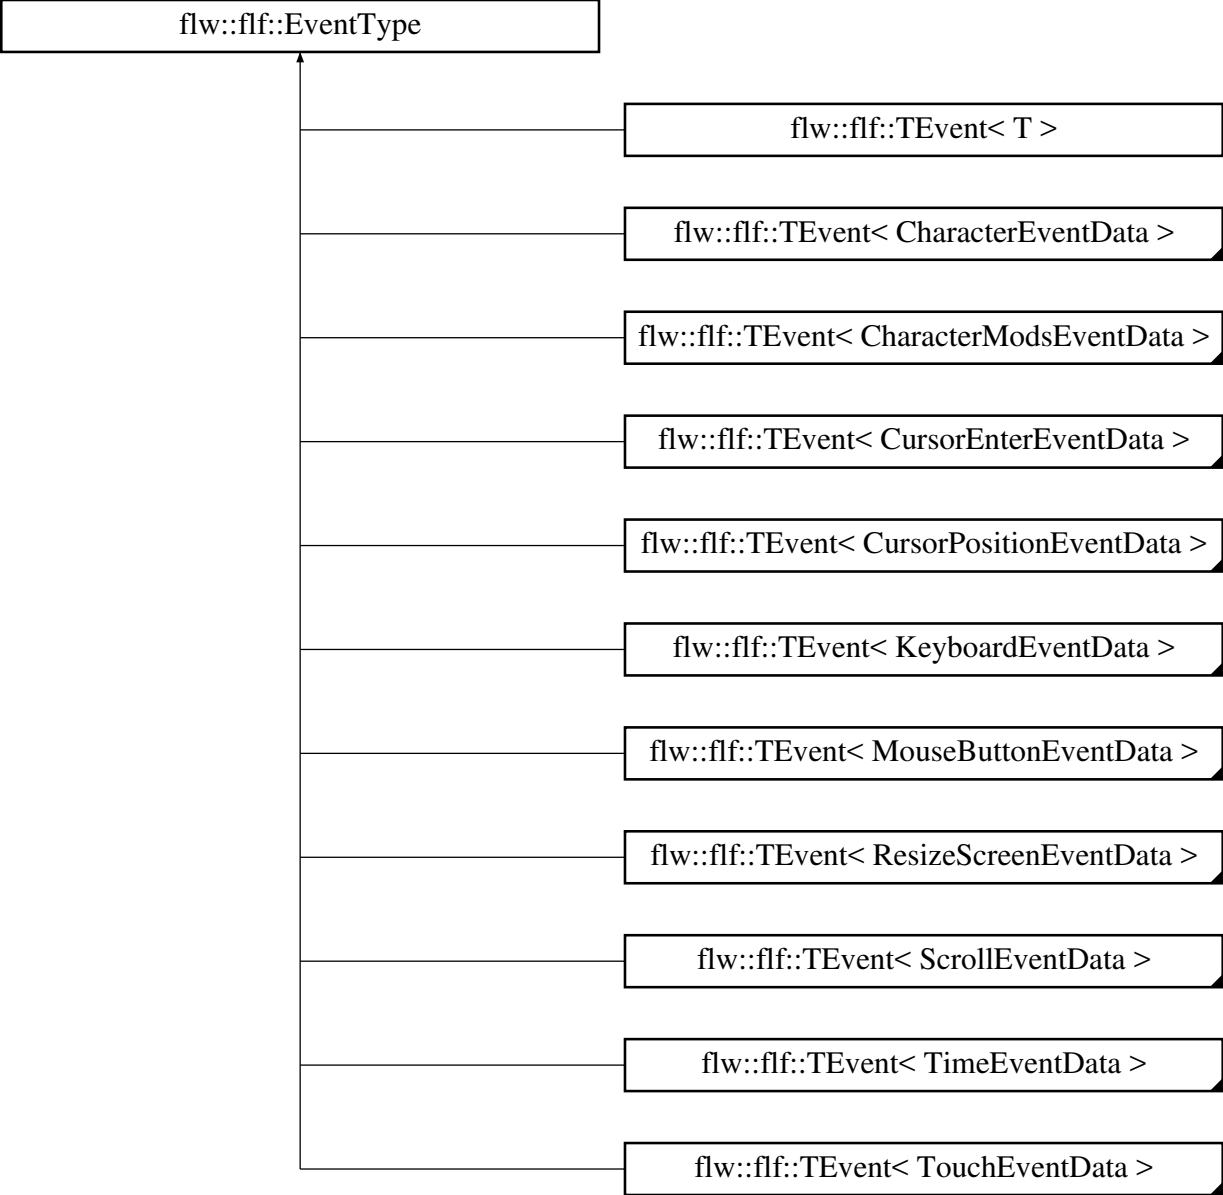 flw::flf::EventType
flw::flf::TEvent< T >
flw::flf::TEvent< CharacterEventData >
flw::flf::TEvent< CharacterModsEventData >
flw::flf::TEvent< CursorEnterEventData >
flw::flf::TEvent< CursorPositionEventData >
flw::flf::TEvent< KeyboardEventData >
flw::flf::TEvent< MouseButtonEventData >
flw::flf::TEvent< ResizeScreenEventData >
flw::flf::TEvent< ScrollEventData >
flw::flf::TEvent< TimeEventData >
flw::flf::TEvent< TouchEventData >